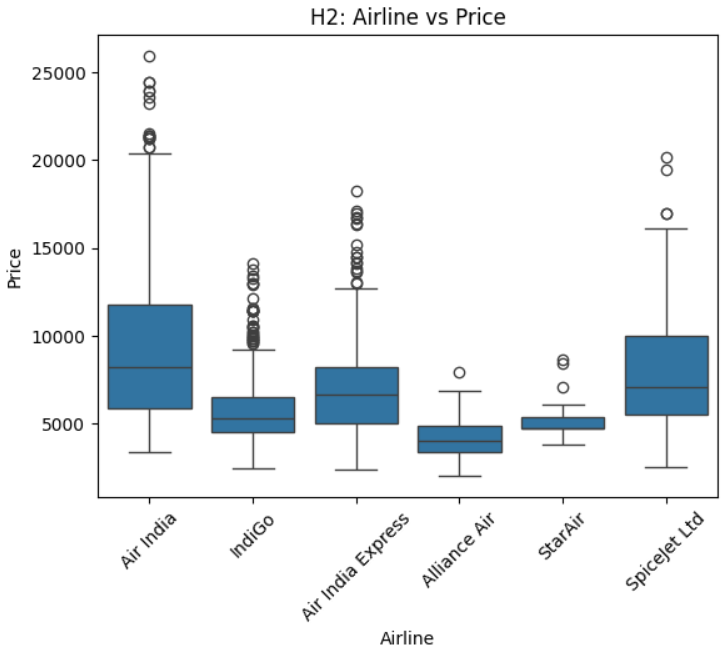 H2: Airline vs Price
25000
20000
15000
10000
5000
Price
Air India
IndiGo
Air India Express
Alliance Air
StarAir
SpiceJet Ltd
Airline